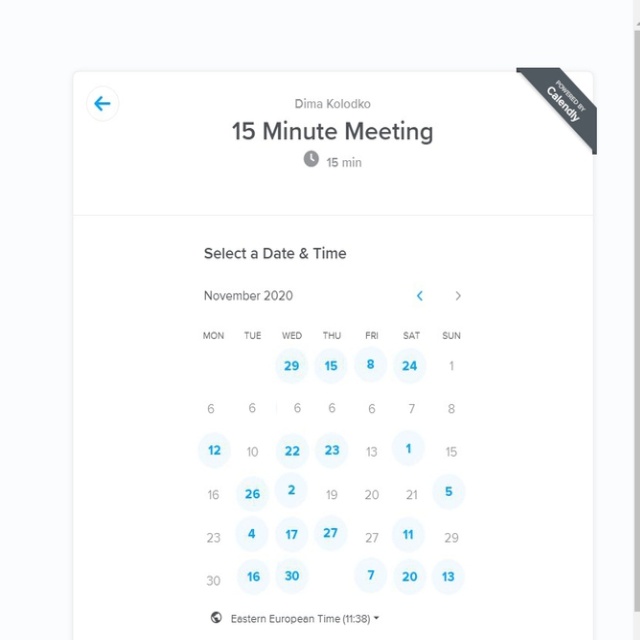 POWERED BY
Calendly
Dima Kolodko
15 Minute Meeting
15 min
Select a Date & Time
November 2020
MON TUE WED THU FRI SAT SUN
29 15 8 24 1
6 6 6 6 6 7 8
12 10 22 23 13 1 15
16 26 2 19 20 21 5
23 4 17 27 27 11 29
30 16 30 7 20 13
Eastern European Time (11:38)